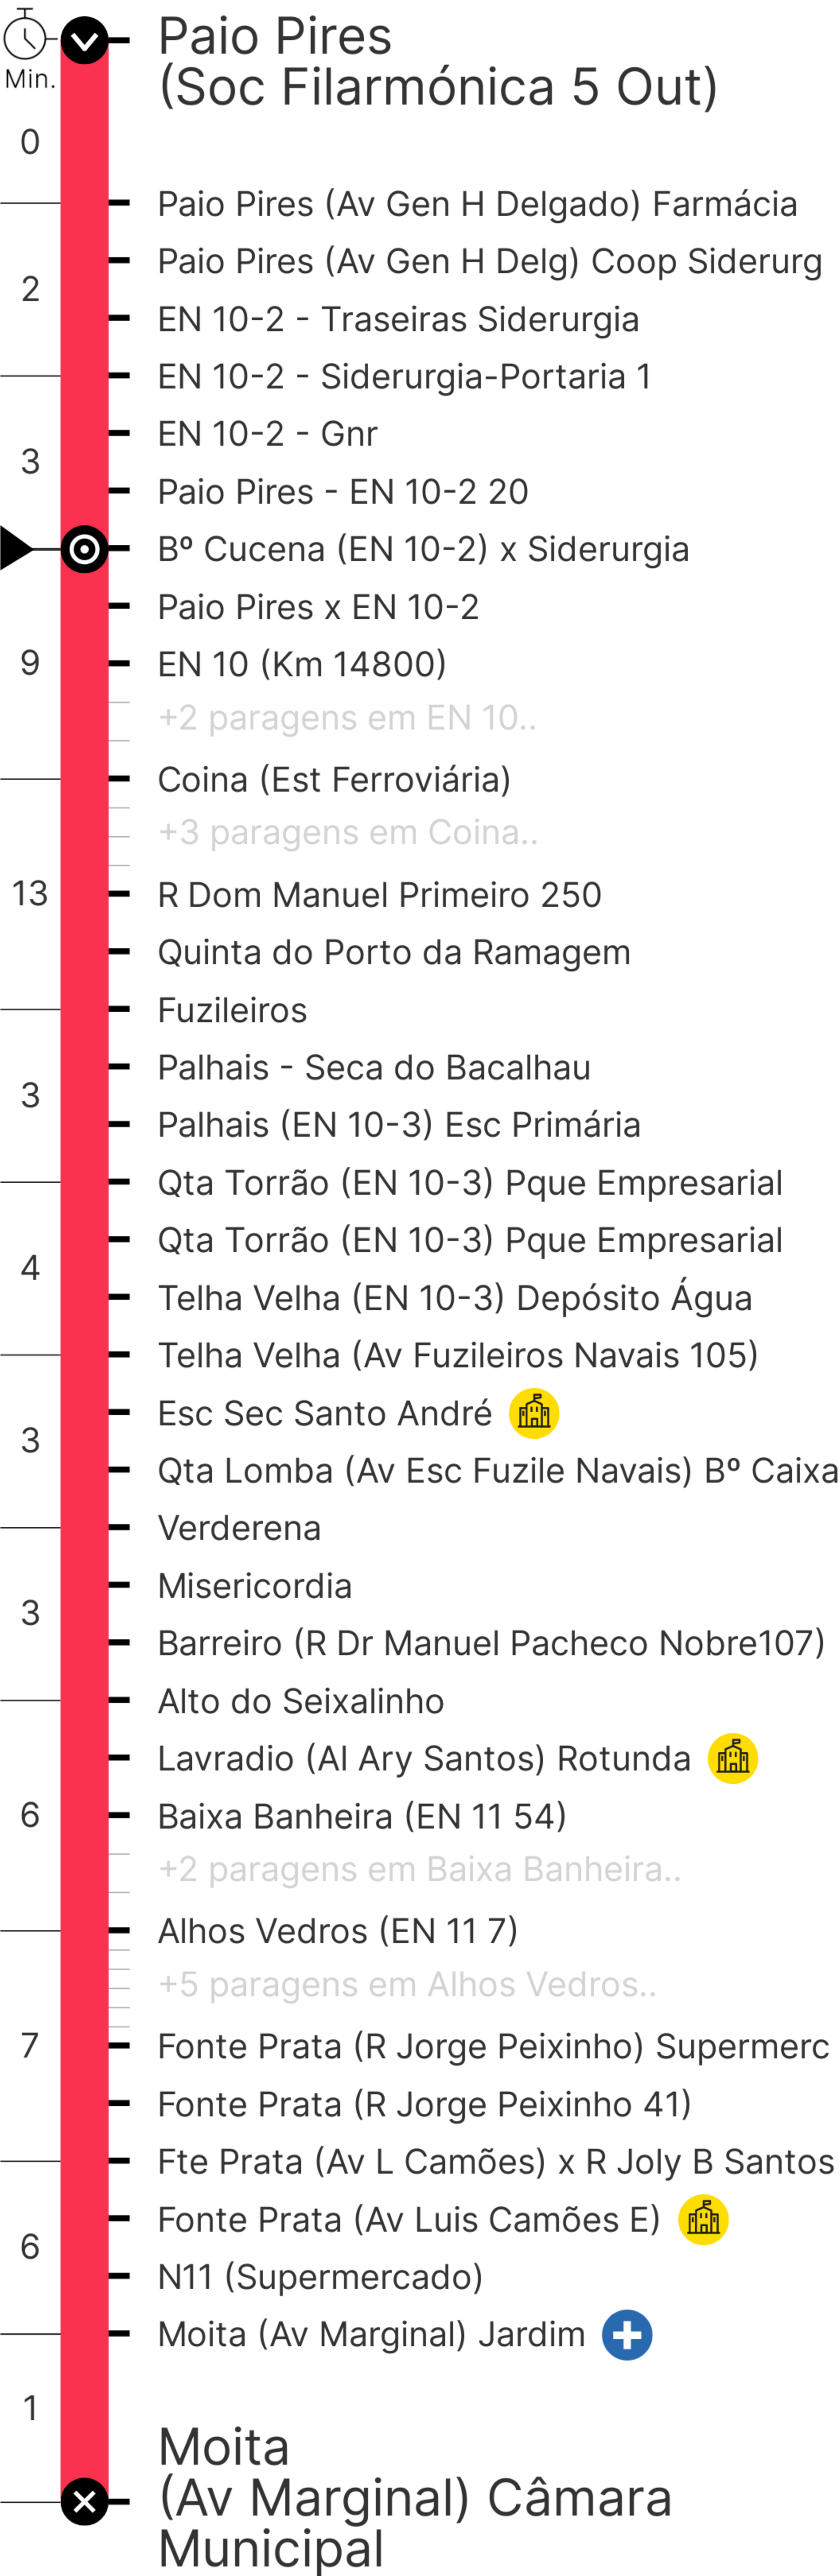 Paio Pires
(Soc Filarmónica 5 Out)
Min.
0
Paio Pires (Av Gen H Delgado) Farmácia
Paio Pires (Av Gen H Delg) Coop Siderurg
2
EN 10-2 - Traseiras Siderurgia
EN 10-2 - Siderurgia-Portaria 1
EN 10-2 - Gnr
3
Paio Pires - EN 10-2 20
Bº Cucena (EN 10-2) x Siderurgia
Paio Pires x EN 10-2
9
EN 10 (Km 14800)
+2 paragens em EN 10..
Coina (Est Ferroviária)
+3 paragens em Coina..
13
R Dom Manuel Primeiro 250
Quinta do Porto da Ramagem
Fuzileiros
Palhais - Seca do Bacalhau
3
Palhais (EN 10-3) Esc Primária
Qta Torrão (EN 10-3) Pque Empresarial
Qta Torrão (EN 10-3) Pque Empresarial
4
Telha Velha (EN 10-3) Depósito Água
Telha Velha (Av Fuzileiros Navais 105)
Esc Sec Santo André
3
Qta Lomba (Av Esc Fuzile Navais) Bº Caixa
Verderena
Misericordia
3
Barreiro (R Dr Manuel Pacheco Nobre107)
Alto do Seixalinho
Lavradio (Al Ary Santos) Rotunda
6
Baixa Banheira (EN 11 54)
+2 paragens em Baixa Banheira..
Alhos Vedros (EN 11 7)
+5 paragens em Alhos Vedros..
7
Fonte Prata (R Jorge Peixinho) Supermerc
Fonte Prata (R Jorge Peixinho 41)
Fte Prata (Av L Camões) x R Joly B Santos
Fonte Prata (Av Luis Camões E)
6
N11 (Supermercado)
Moita (Av Marginal) Jardim
1
Moita
(Av Marginal) Câmara
Municipal